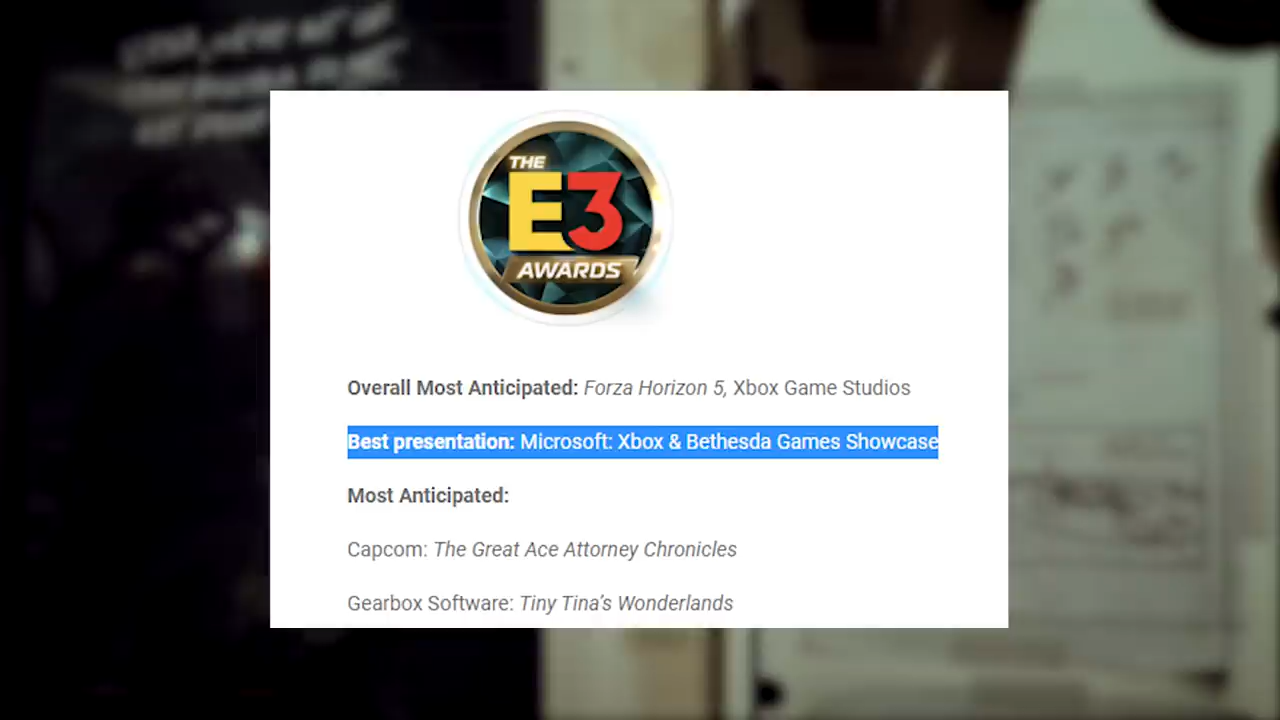 THE
E3
AWARDS
Overall Most Anticipated: Forza Horizon 5, Xbox Game Studios
Best presentation: Microsoft: Xbox & Bethesda Games Showcase
Most Anticipated:
Capcom: The Great Ace Attorney Chronicles
Gearbox Software: Tiny Tina’s Wonderlands